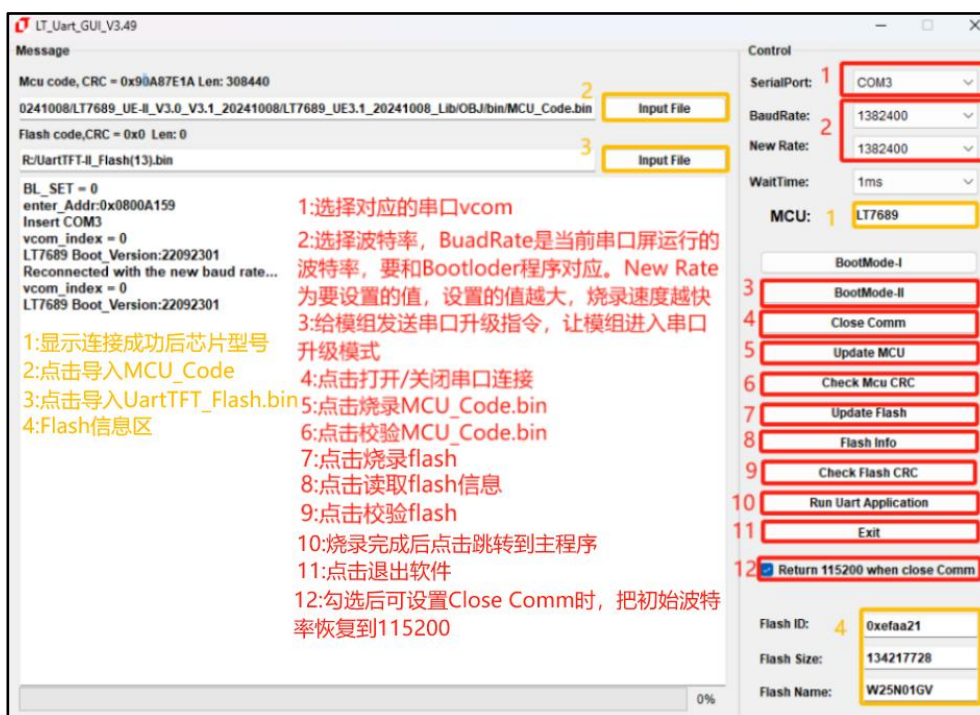 LT_Uart_GUI_V3.49
Message
Mcu code, CRC = 0x90A87E1A Len: 308440
2
0241008/LT7689_UE-II_V3.0_V3.1_20241008/LT7689_UE3.1_20241008_Lib/OBJ/bin/MCU_Code.bin
Input File
Flash code,CRC = 0x0 Len: 0
3
R:/UartTFT-II_Flash(13).bin
Input File
BL_SET = 0
enter_Addr:0x0800A159
Insert COM3
vcom_index = 0
LT7689 Boot_Version:22092301
Reconnected with the new baud rate...
vcom_index = 0
LT7689 Boot_Version:22092301
1:显示连接成功后芯片型号
2:点击导入MCU_Code
3:点击导入UartTFT_Flash.bin
4:Flash信息区
1:选择对应的串口vcom
2:选择波特率，BuadRate是当前串口屏运行的
波特率，要和Bootloder程序对应。New Rate
为要设置的值，设置的值越大，烧录速度越快
3:给模组发送串口升级指令，让模组进入串口
升级模式
4:点击打开/关闭串口连接
5:点击烧录MCU_Code.bin
6:点击校验MCU_Code.bin
7:点击烧录flash
8:点击读取flash信息
9:点击校验flash
10:烧录完成后点击跳转到主程序
11:点击退出软件
12:勾选后可设置Close Comm时，把初始波特
率恢复到115200
0%
Control
SerialPort: 1 COM3
BaudRate: 1382400
2
New Rate: 1382400
WaitTime: 1ms
MCU: 1 LT7689
BootMode-I
3 BootMode-II
4 Close Comm
5 Update MCU
6 Check Mcu CRC
7 Update Flash
8 Flash Info
9 Check Flash CRC
10 Run Uart Application
11 Exit
12 Return 115200 when close Comm
Flash ID: 4 0xefaa21
Flash Size: 134217728
Flash Name: W25N01GV